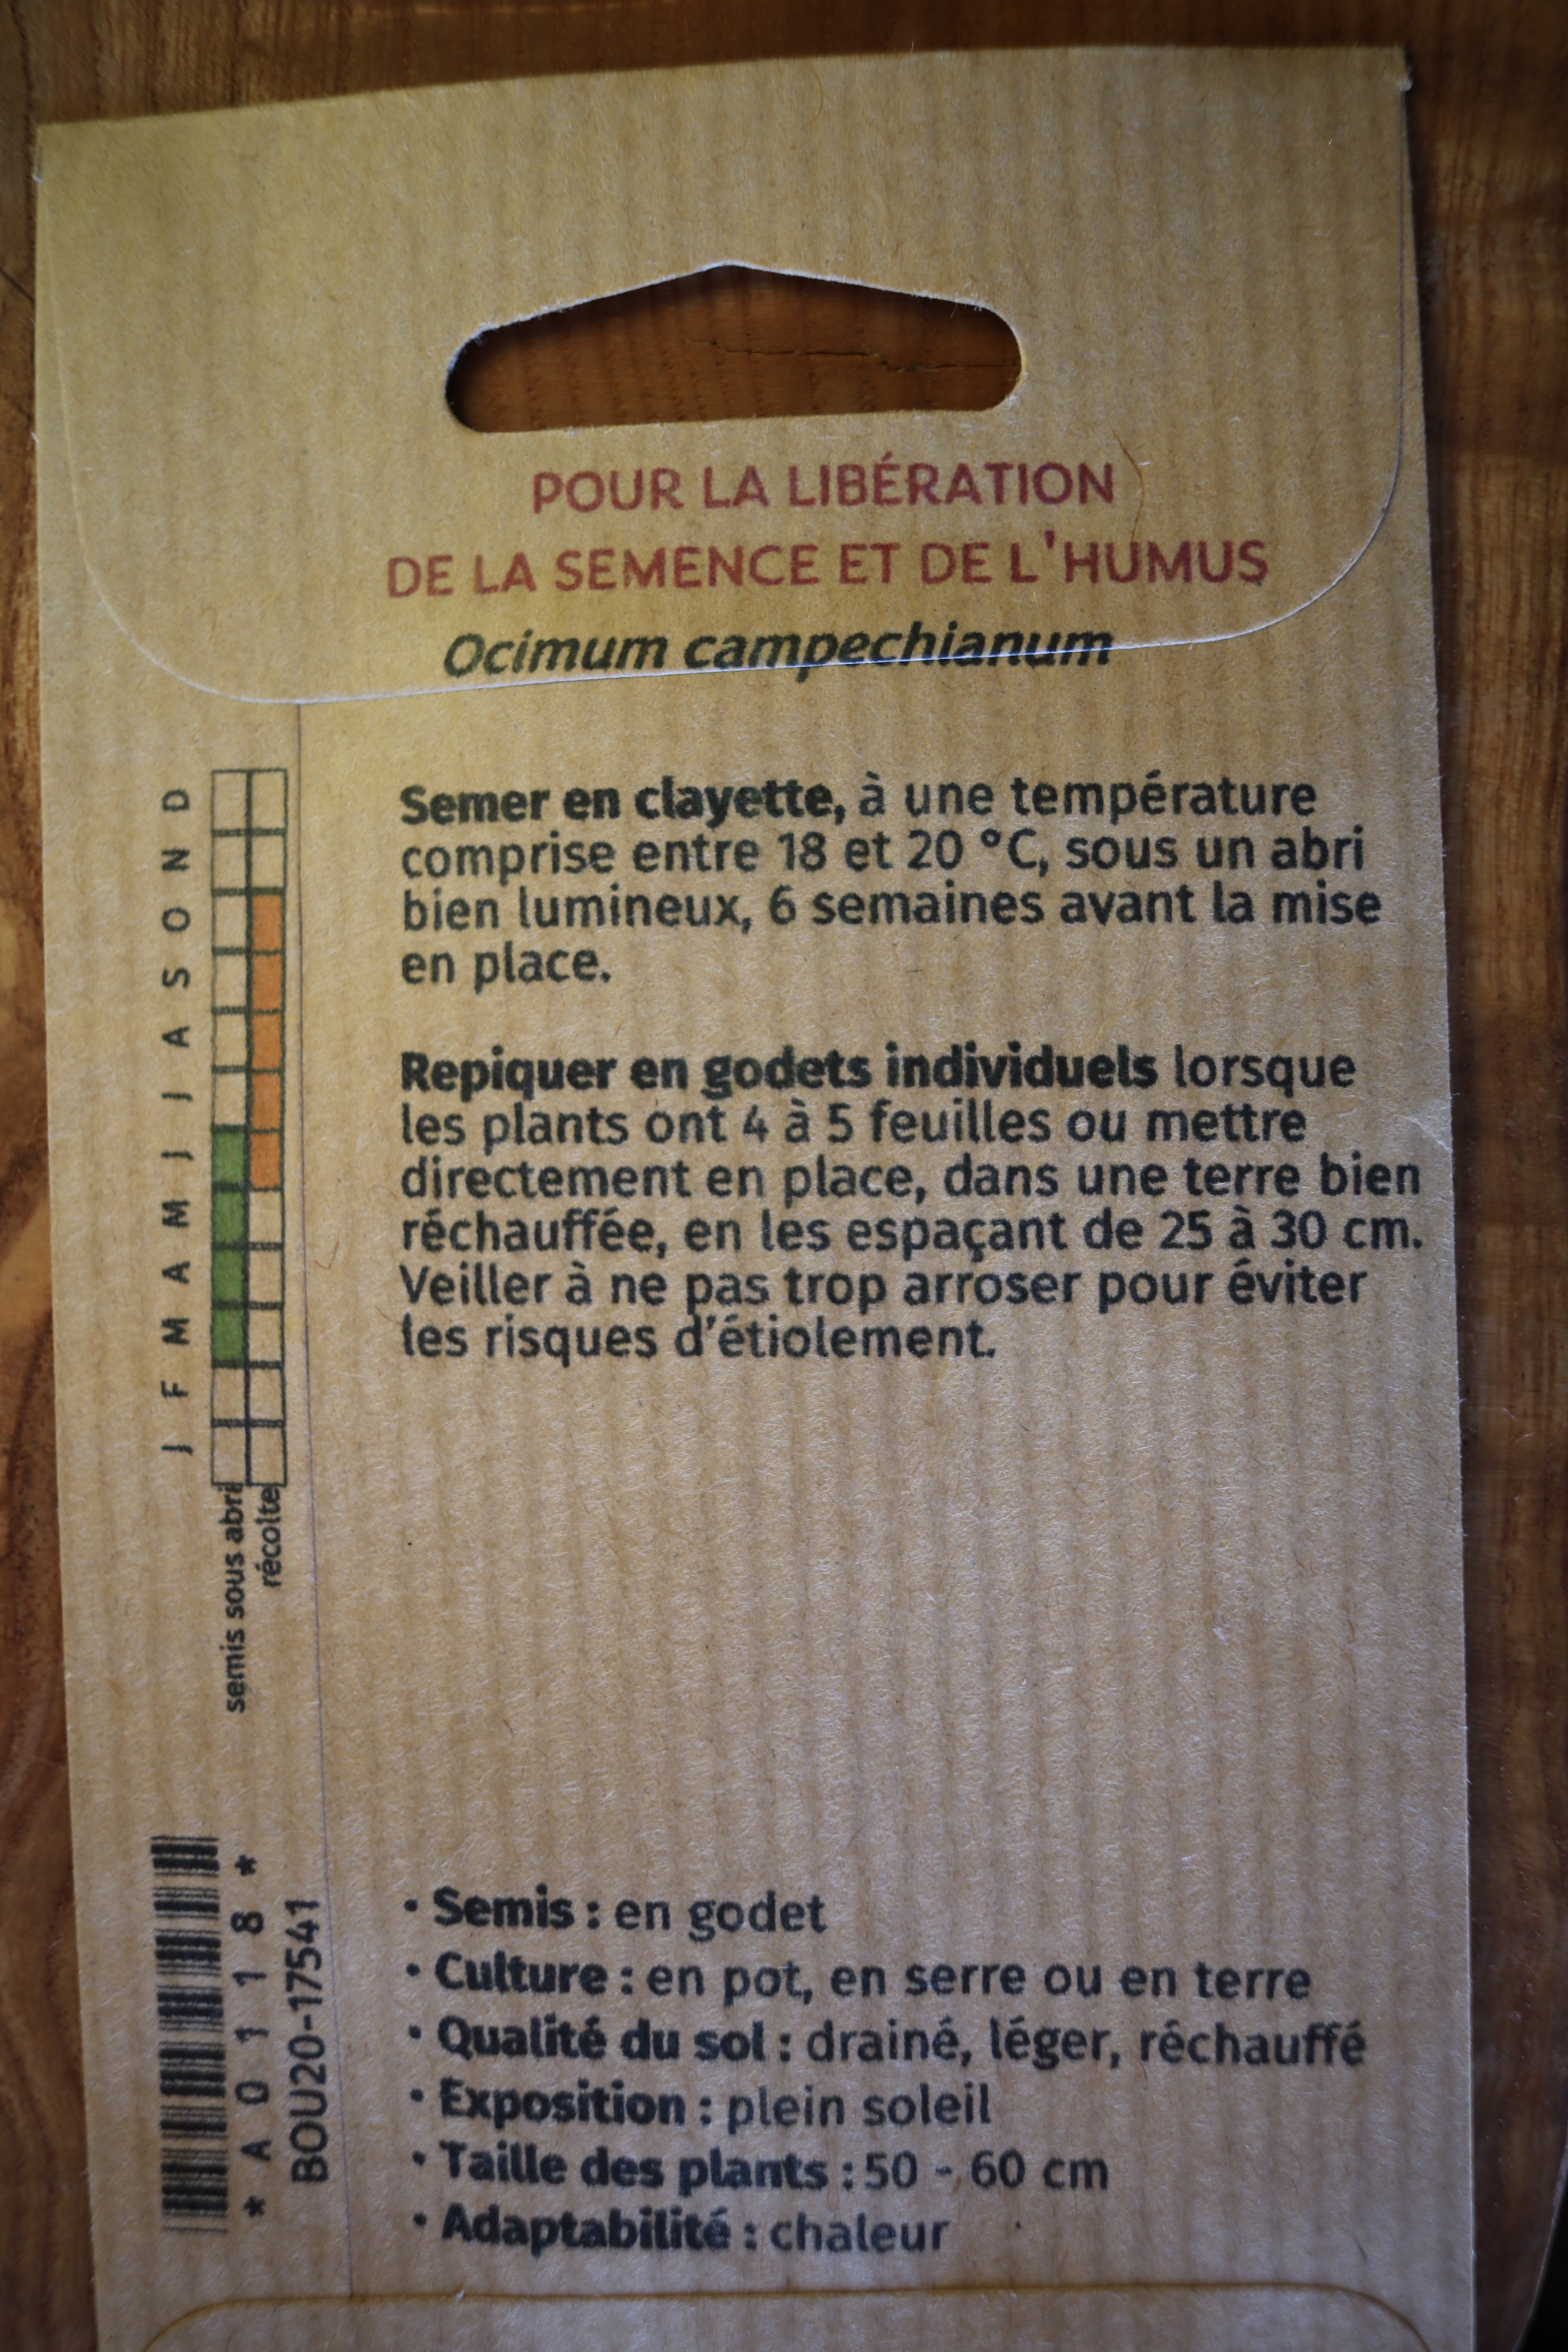 POUR LA LIBÉRATION
DE LA SEMENCE ET DE L'HUMUS
Ocimum campechianum
Semer en clayette, à une température
comprise entre 18 et 20 °C, sous un abri
bien lumineux, 6 semaines avant la mise
en place.
Repiquer en godets individuels lorsque
les plants ont 4 à 5 feuilles ou mettre
directement en place, dans une terre bien
réchauffée, en les espaçant de 25 à 30 cm.
Veiller à ne pas trop arroser pour éviter
les risques d'étiolement.
J F M A M J J A S O N D
semis sous abri
récolte
* A 0 1 1 8 *
BOU20-17541
· Semis : en godet
· Culture : en pot, en serre ou en terre
· Qualité du sol : drainé, léger, réchauffé
· Exposition : plein soleil
· Taille des plants : 50 - 60 cm
· Adaptabilité : chaleur